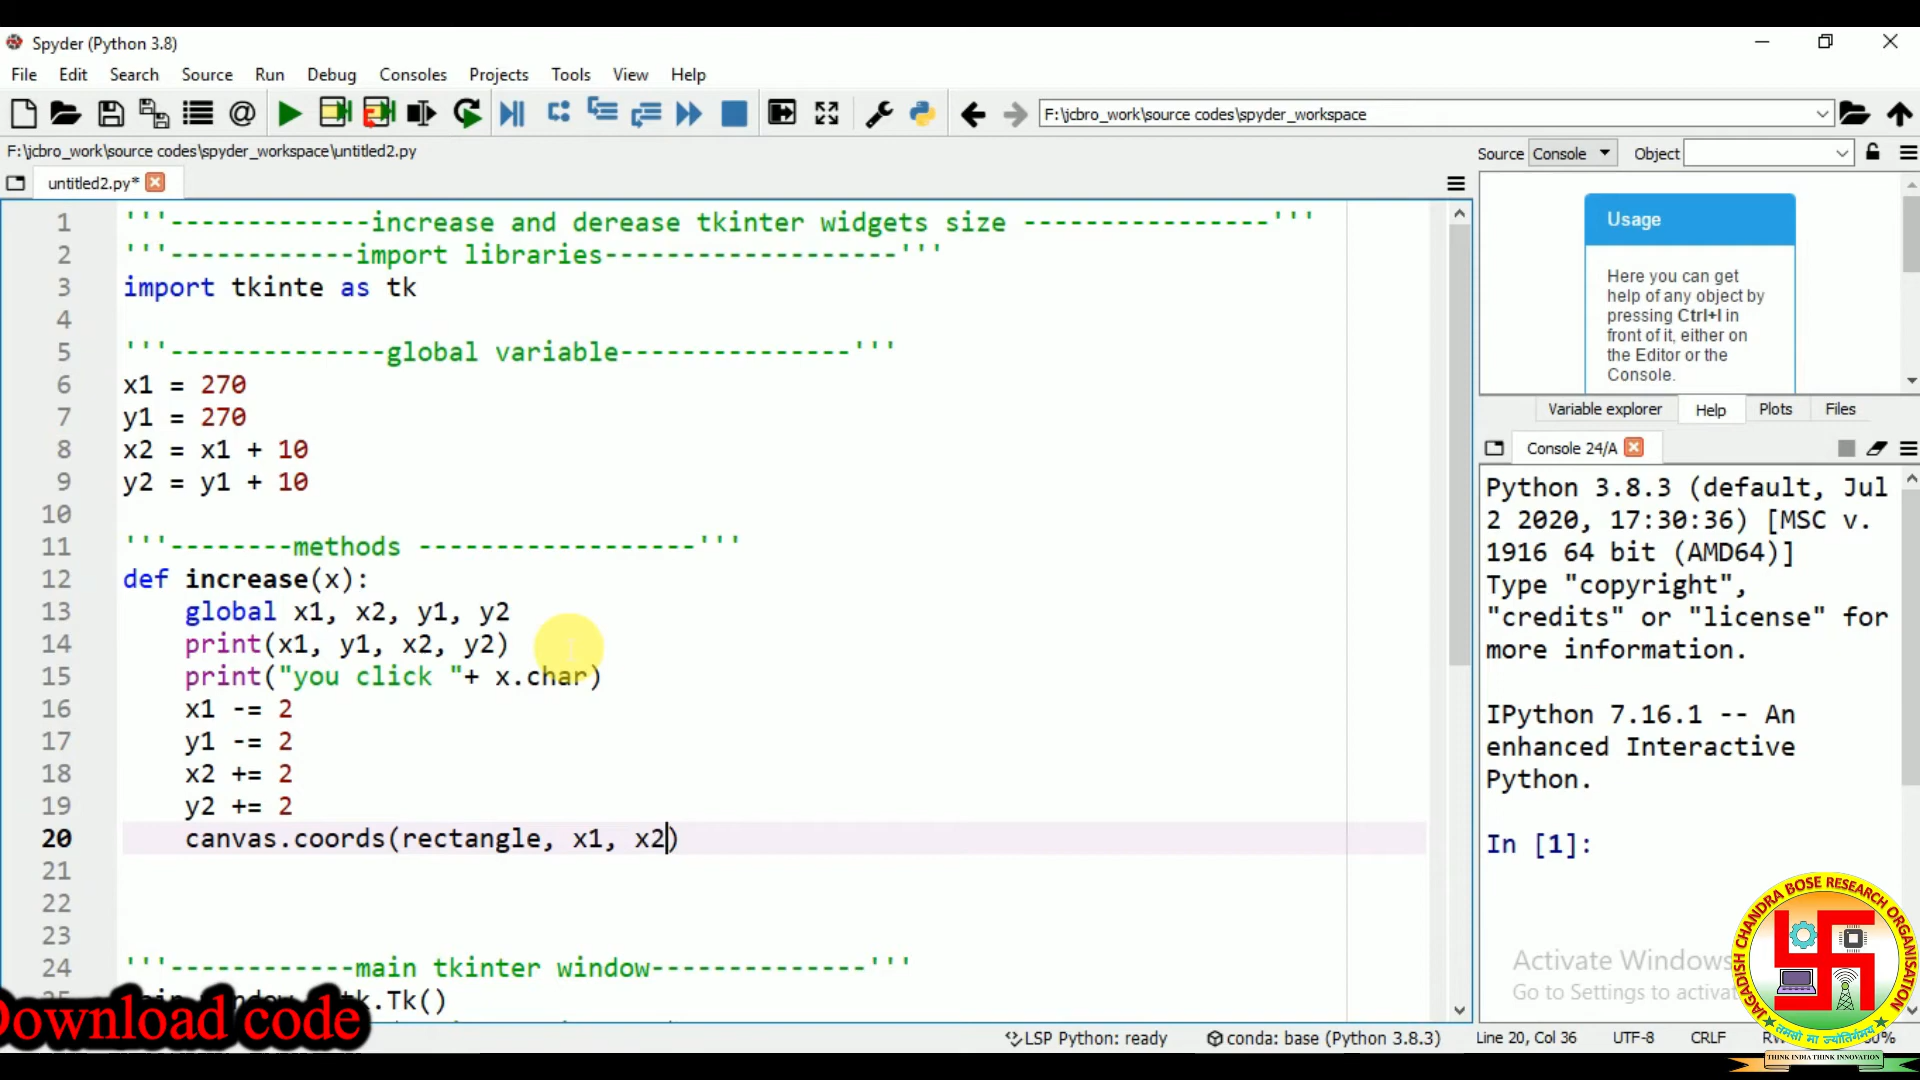 Spyder (Python 3.8)
File Edit Search Source Run Debug Consoles Projects Tools View Help
F:\jcbro_work\source codes\spyder_workspace
F:\jcbro_work\source codes\spyder_workspace\untitled2.py
Source Console Object
untitled2.py*
1 '''-------------increase and derease tkinter widgets size ----------------'''
2 '''------------import libraries-------------------'''
3 import tkinte as tk
4
5 '''--------------global variable---------------'''
6 x1 = 270
7 y1 = 270
8 x2 = x1 + 10
9 y2 = y1 + 10
10
11 '''--------methods ------------------'''
12 def increase(x):
13 global x1, x2, y1, y2
14 print(x1, y1, x2, y2)
15 print("you click "+ x.char)
16 x1 -= 2
17 y1 -= 2
18 x2 += 2
19 y2 += 2
20 canvas.coords(rectangle, x1, x2)
21
22
23
24 '''------------main tkinter window--------------'''
tk.Tk()
Download code
Usage
Here you can get
help of any object by
pressing Ctrl+I in
front of it, either on
the Editor or the
Console.
Variable explorer Help Plots Files
Console 24/A
Python 3.8.3 (default, Jul
2 2020, 17:30:36) [MSC v.
1916 64 bit (AMD64)]
Type "copyright",
"credits" or "license" for
more information.
IPython 7.16.1 -- An
enhanced Interactive
Python.
In [1]:
Activate Windows
Go to Settings to activa
JAGADISH CHANDRA BOSE RESEARCH ORGANISATION
तमसो मा ज्योतिर्गमय
THINK INDIA THINK INNOVATION
LSP Python: ready conda: base (Python 3.8.3) Line 20, Col 36 UTF-8 CRLF